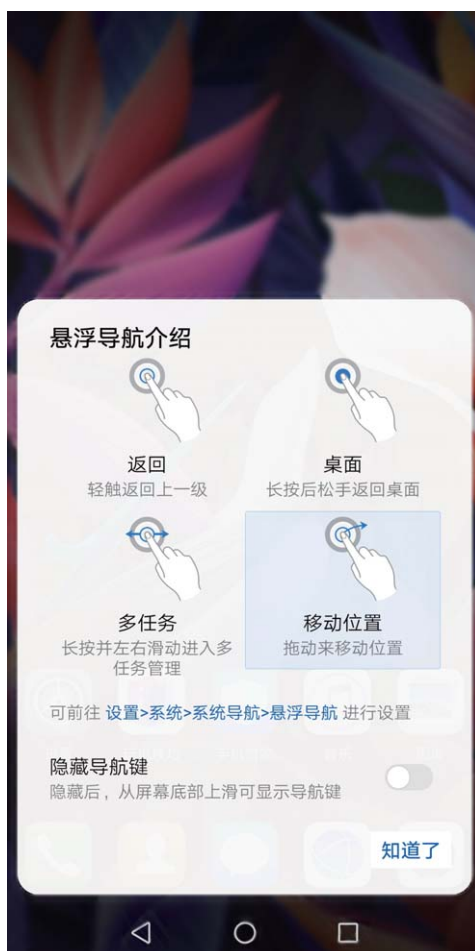 悬浮导航介绍
返回
轻触返回上一级
桌面
长按后松手返回桌面
多任务
长按并左右滑动进入多
任务管理
移动位置
拖动来移动位置
可前往 设置>系统>系统导航>悬浮导航 进行设置
隐藏导航键
隐藏后，从屏幕底部上滑可显示导航键
知道了